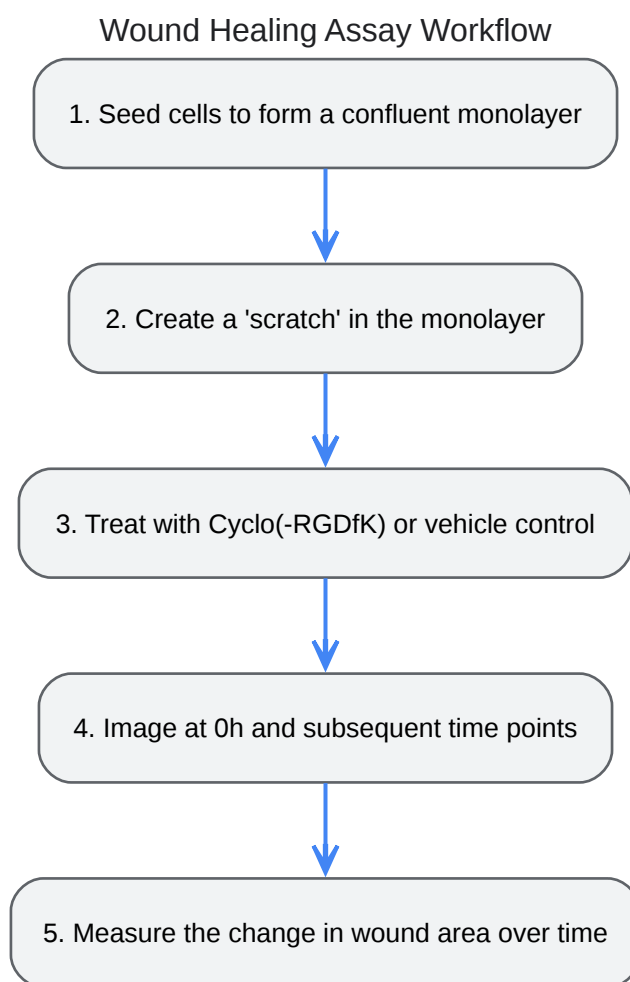 Wound Healing Assay Workflow
1. Seed cells to form a confluent monolayer
2. Create a 'scratch' in the monolayer
3. Treat with Cyclo(-RGDfK) or vehicle control
4. Image at 0h and subsequent time points
5. Measure the change in wound area over time